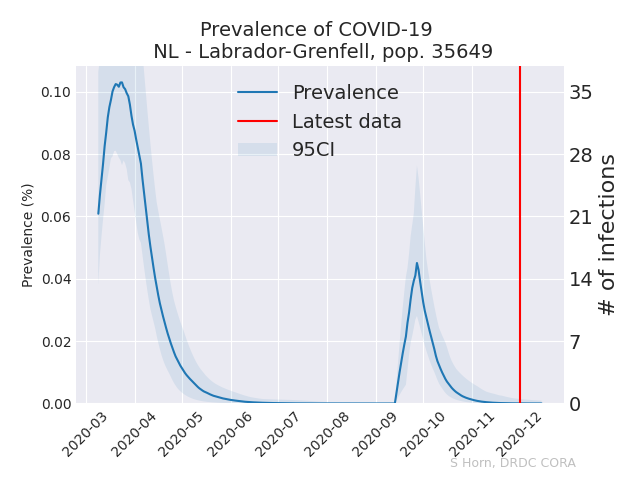 Prevalence of COVID-19
NL - Labrador-Grenfell, pop. 35649
Prevalence
Latest data
95CI
Prevalence (%)
0.10
0.08
0.06
0.04
0.02
0.00
# of infections
35
28
21
14
7
0
2020-03
2020-04
2020-05
2020-06
2020-07
2020-08
2020-09
2020-10
2020-11
2020-12
S Horn, DRDC CORA